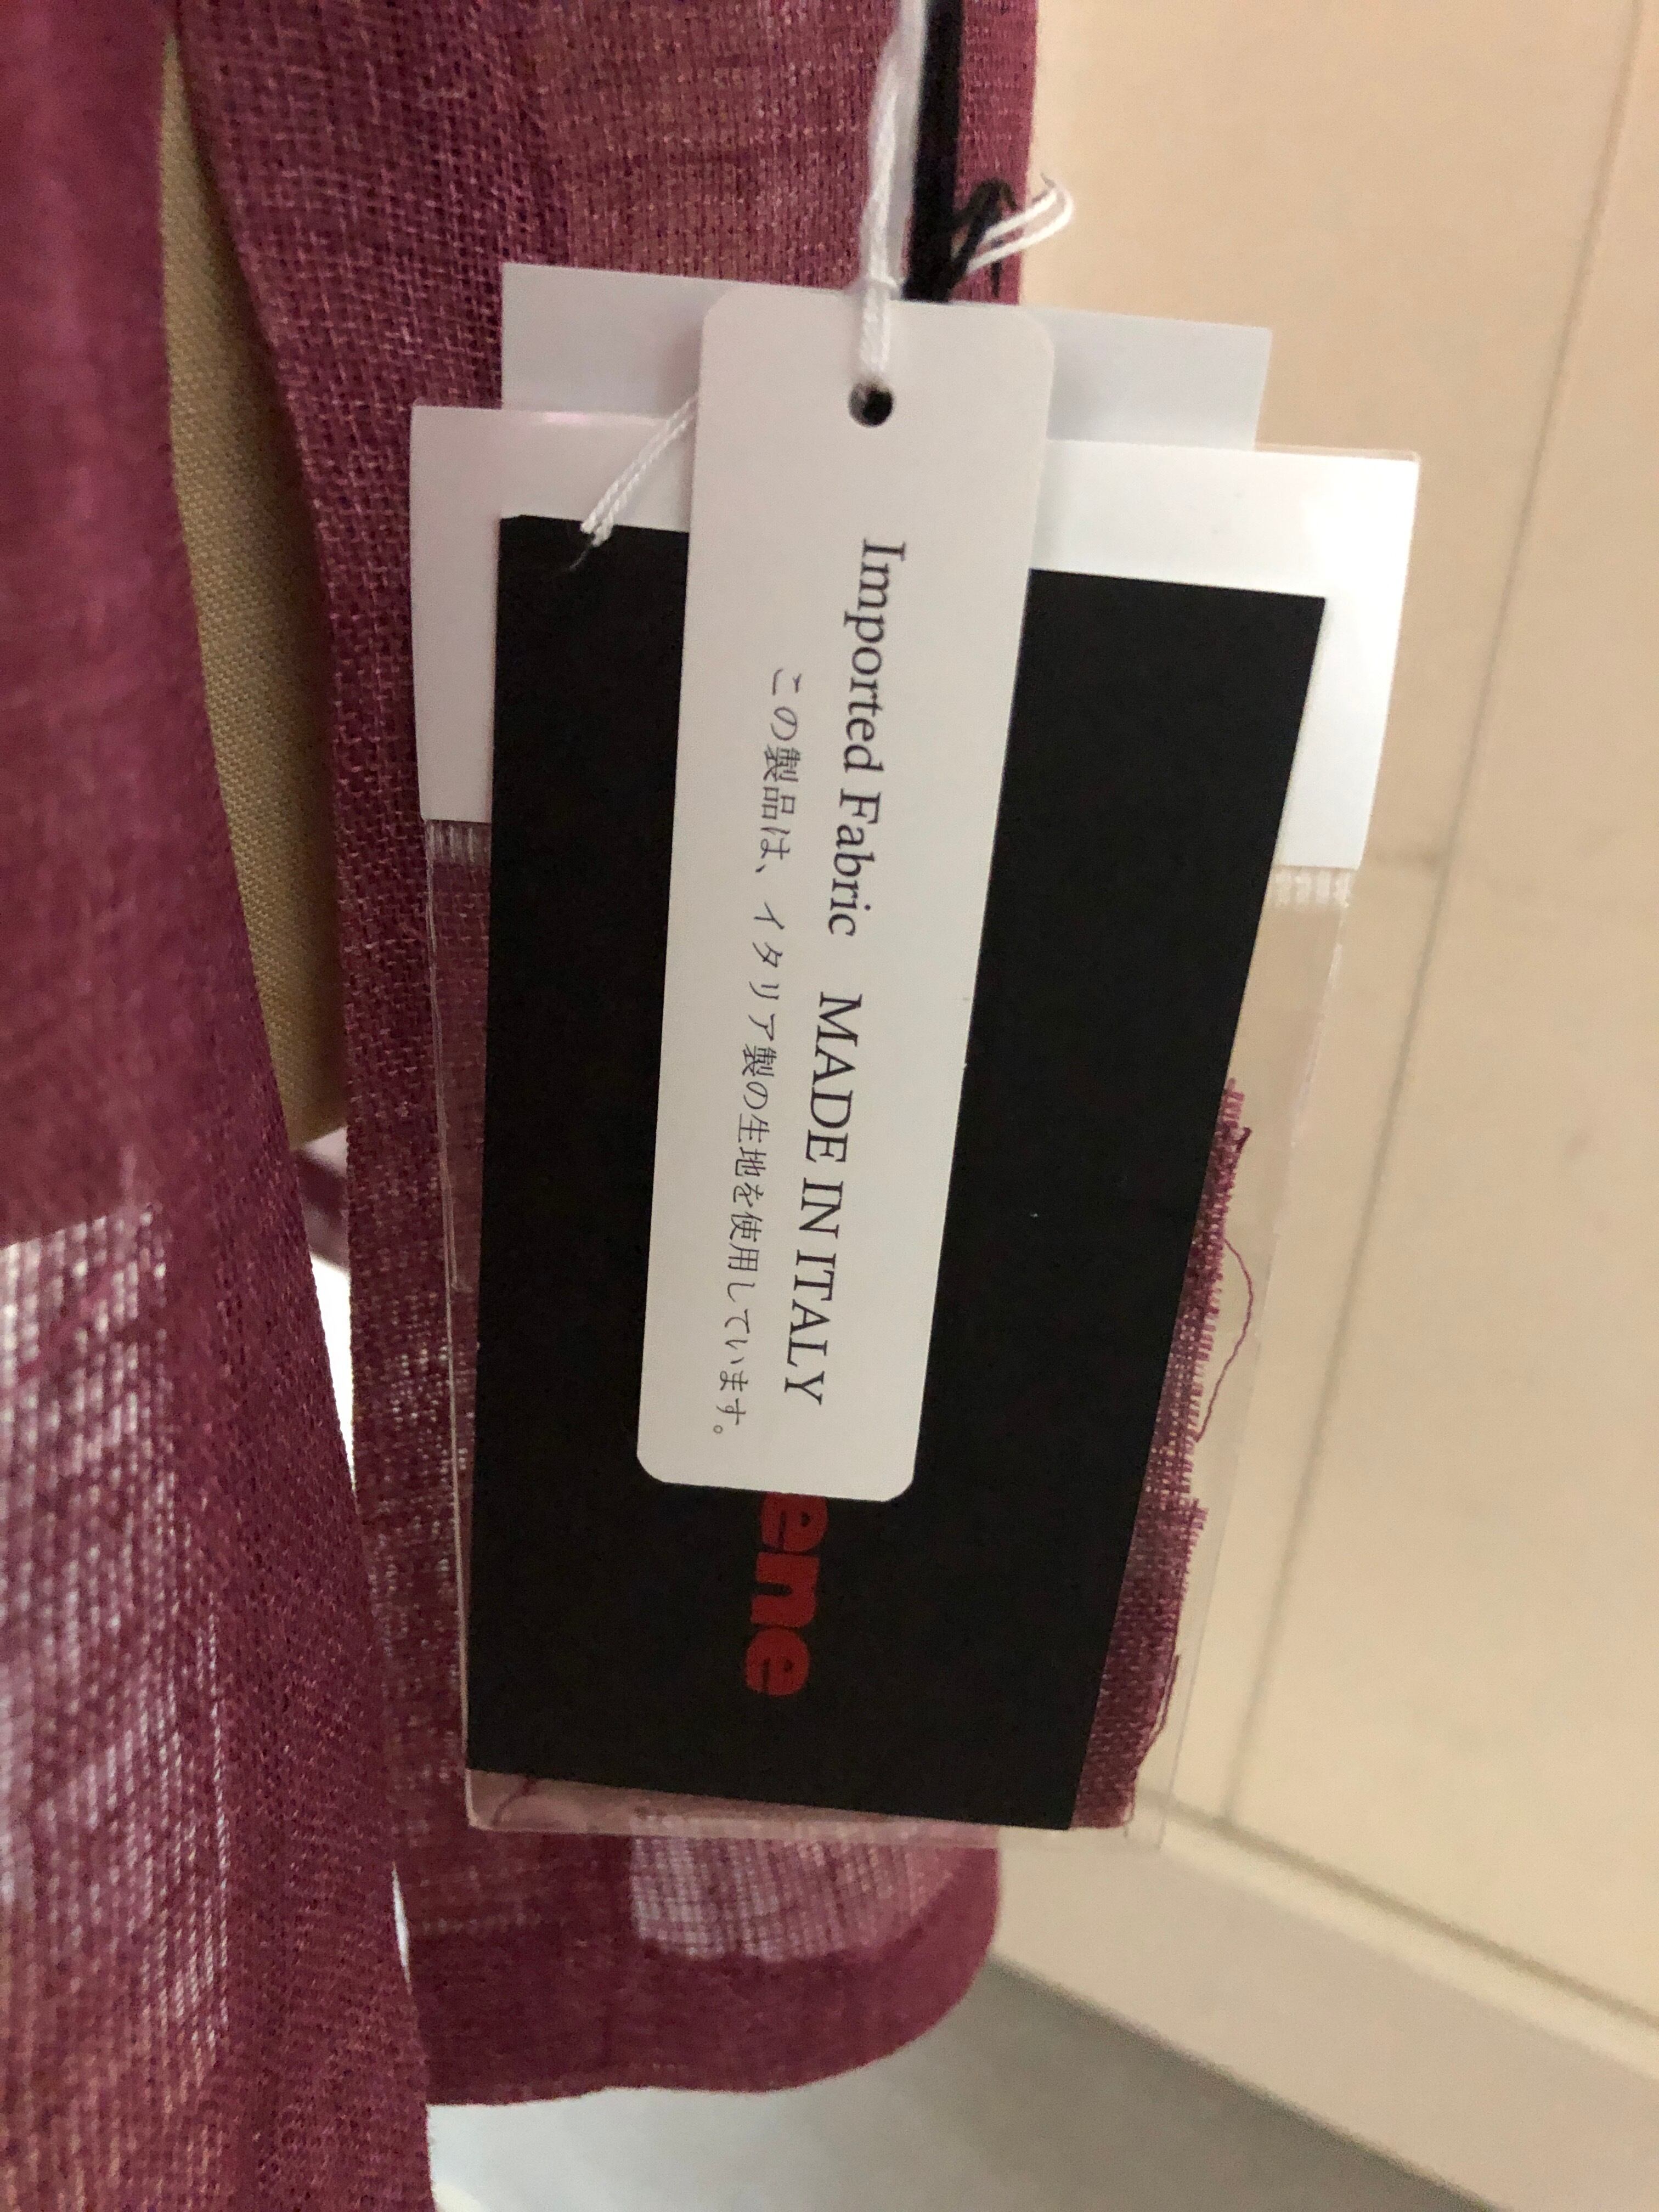 Imported Fabric MADE IN ITALY
この製品は、イタリア製の生地を使用しています。
ene